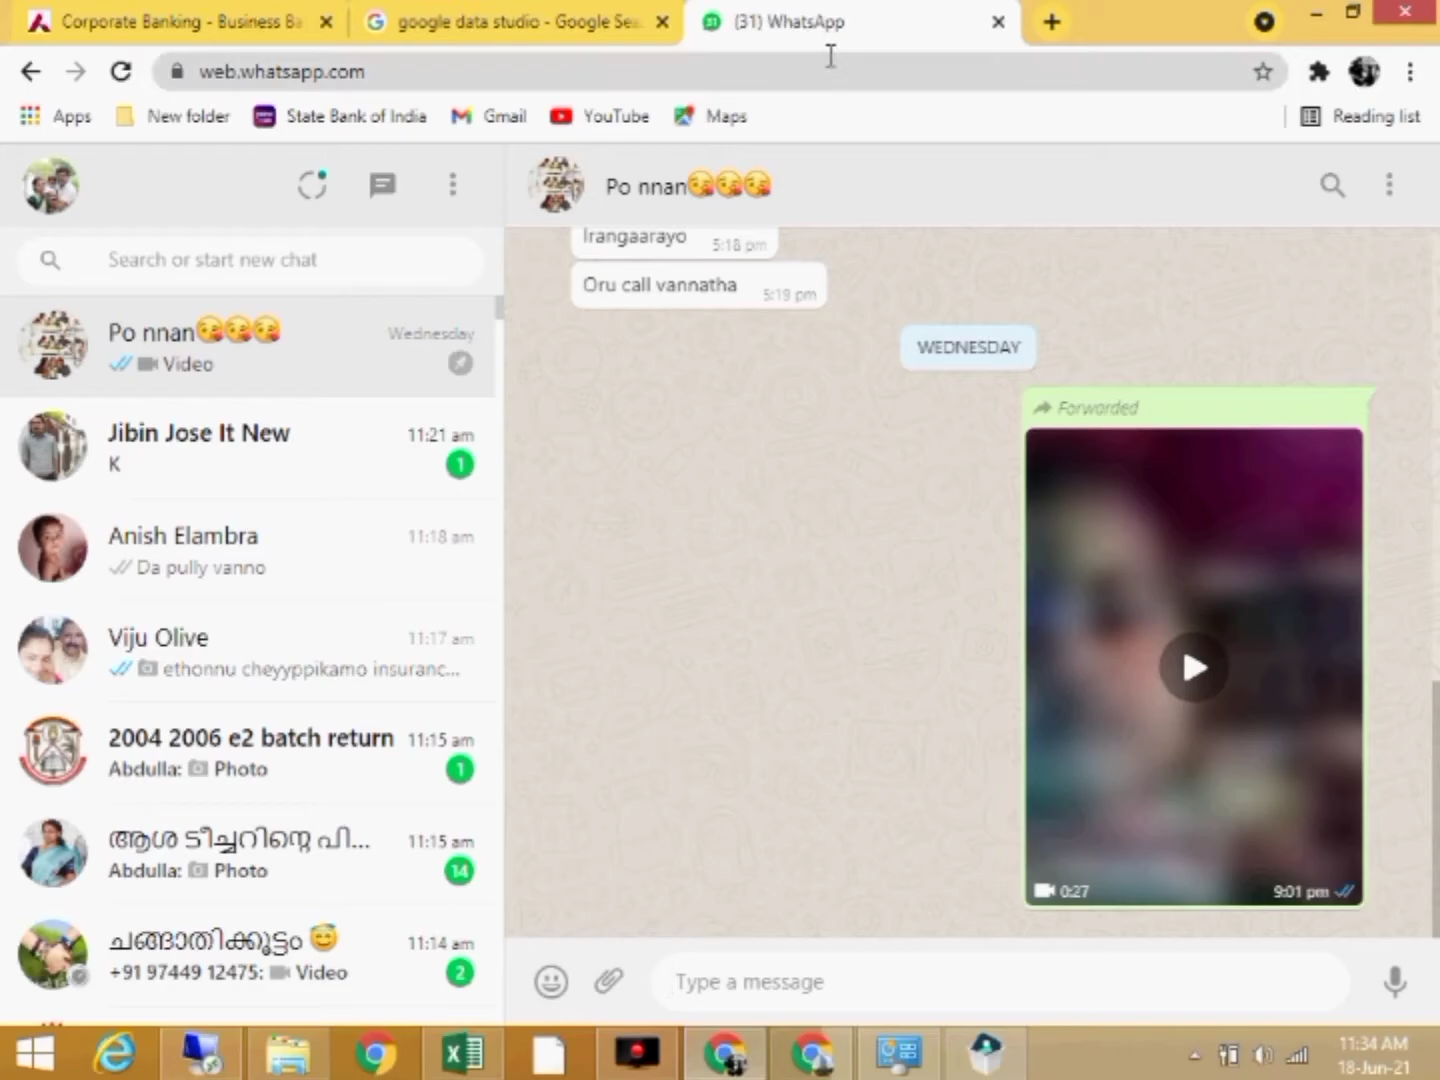 Corporate Banking - Business Ba
google data studio - Google Sea
(31) WhatsApp
web.whatsapp.com
Apps
New folder
State Bank of India
Gmail
YouTube
Maps
Reading list
Search or start new chat
Po nnan😘😘😘
Wednesday
Video
Jibin Jose It New
11:21 am
K
1
Anish Elambra
11:18 am
Da pully vanno
Viju Olive
11:17 am
ethonnu cheyyppikamo insuranc...
2004 2006 e2 batch return
11:15 am
Abdulla: Photo
1
ആശ ടീച്ചറിന്റെ പി...
11:15 am
Abdulla: Photo
14
ചങ്ങാതിക്കൂട്ടം 😇
11:14 am
+91 97449 12475: Video
2
Po nnan😘😘😘
Irangaarayo
5:18 pm
Oru call vannatha
5:19 pm
WEDNESDAY
Forwarded
0:27
9:01 pm
Type a message
11:34 AM
18-Jun-21